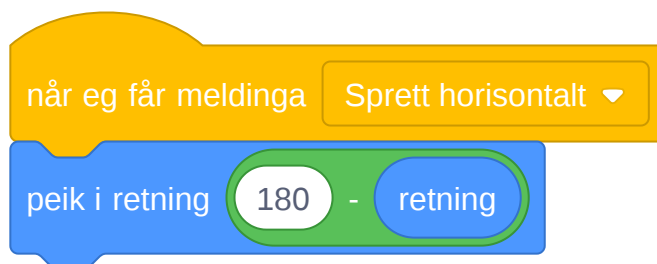 når eg får meldinga Sprett horisontalt
peik i retning 180 - retning